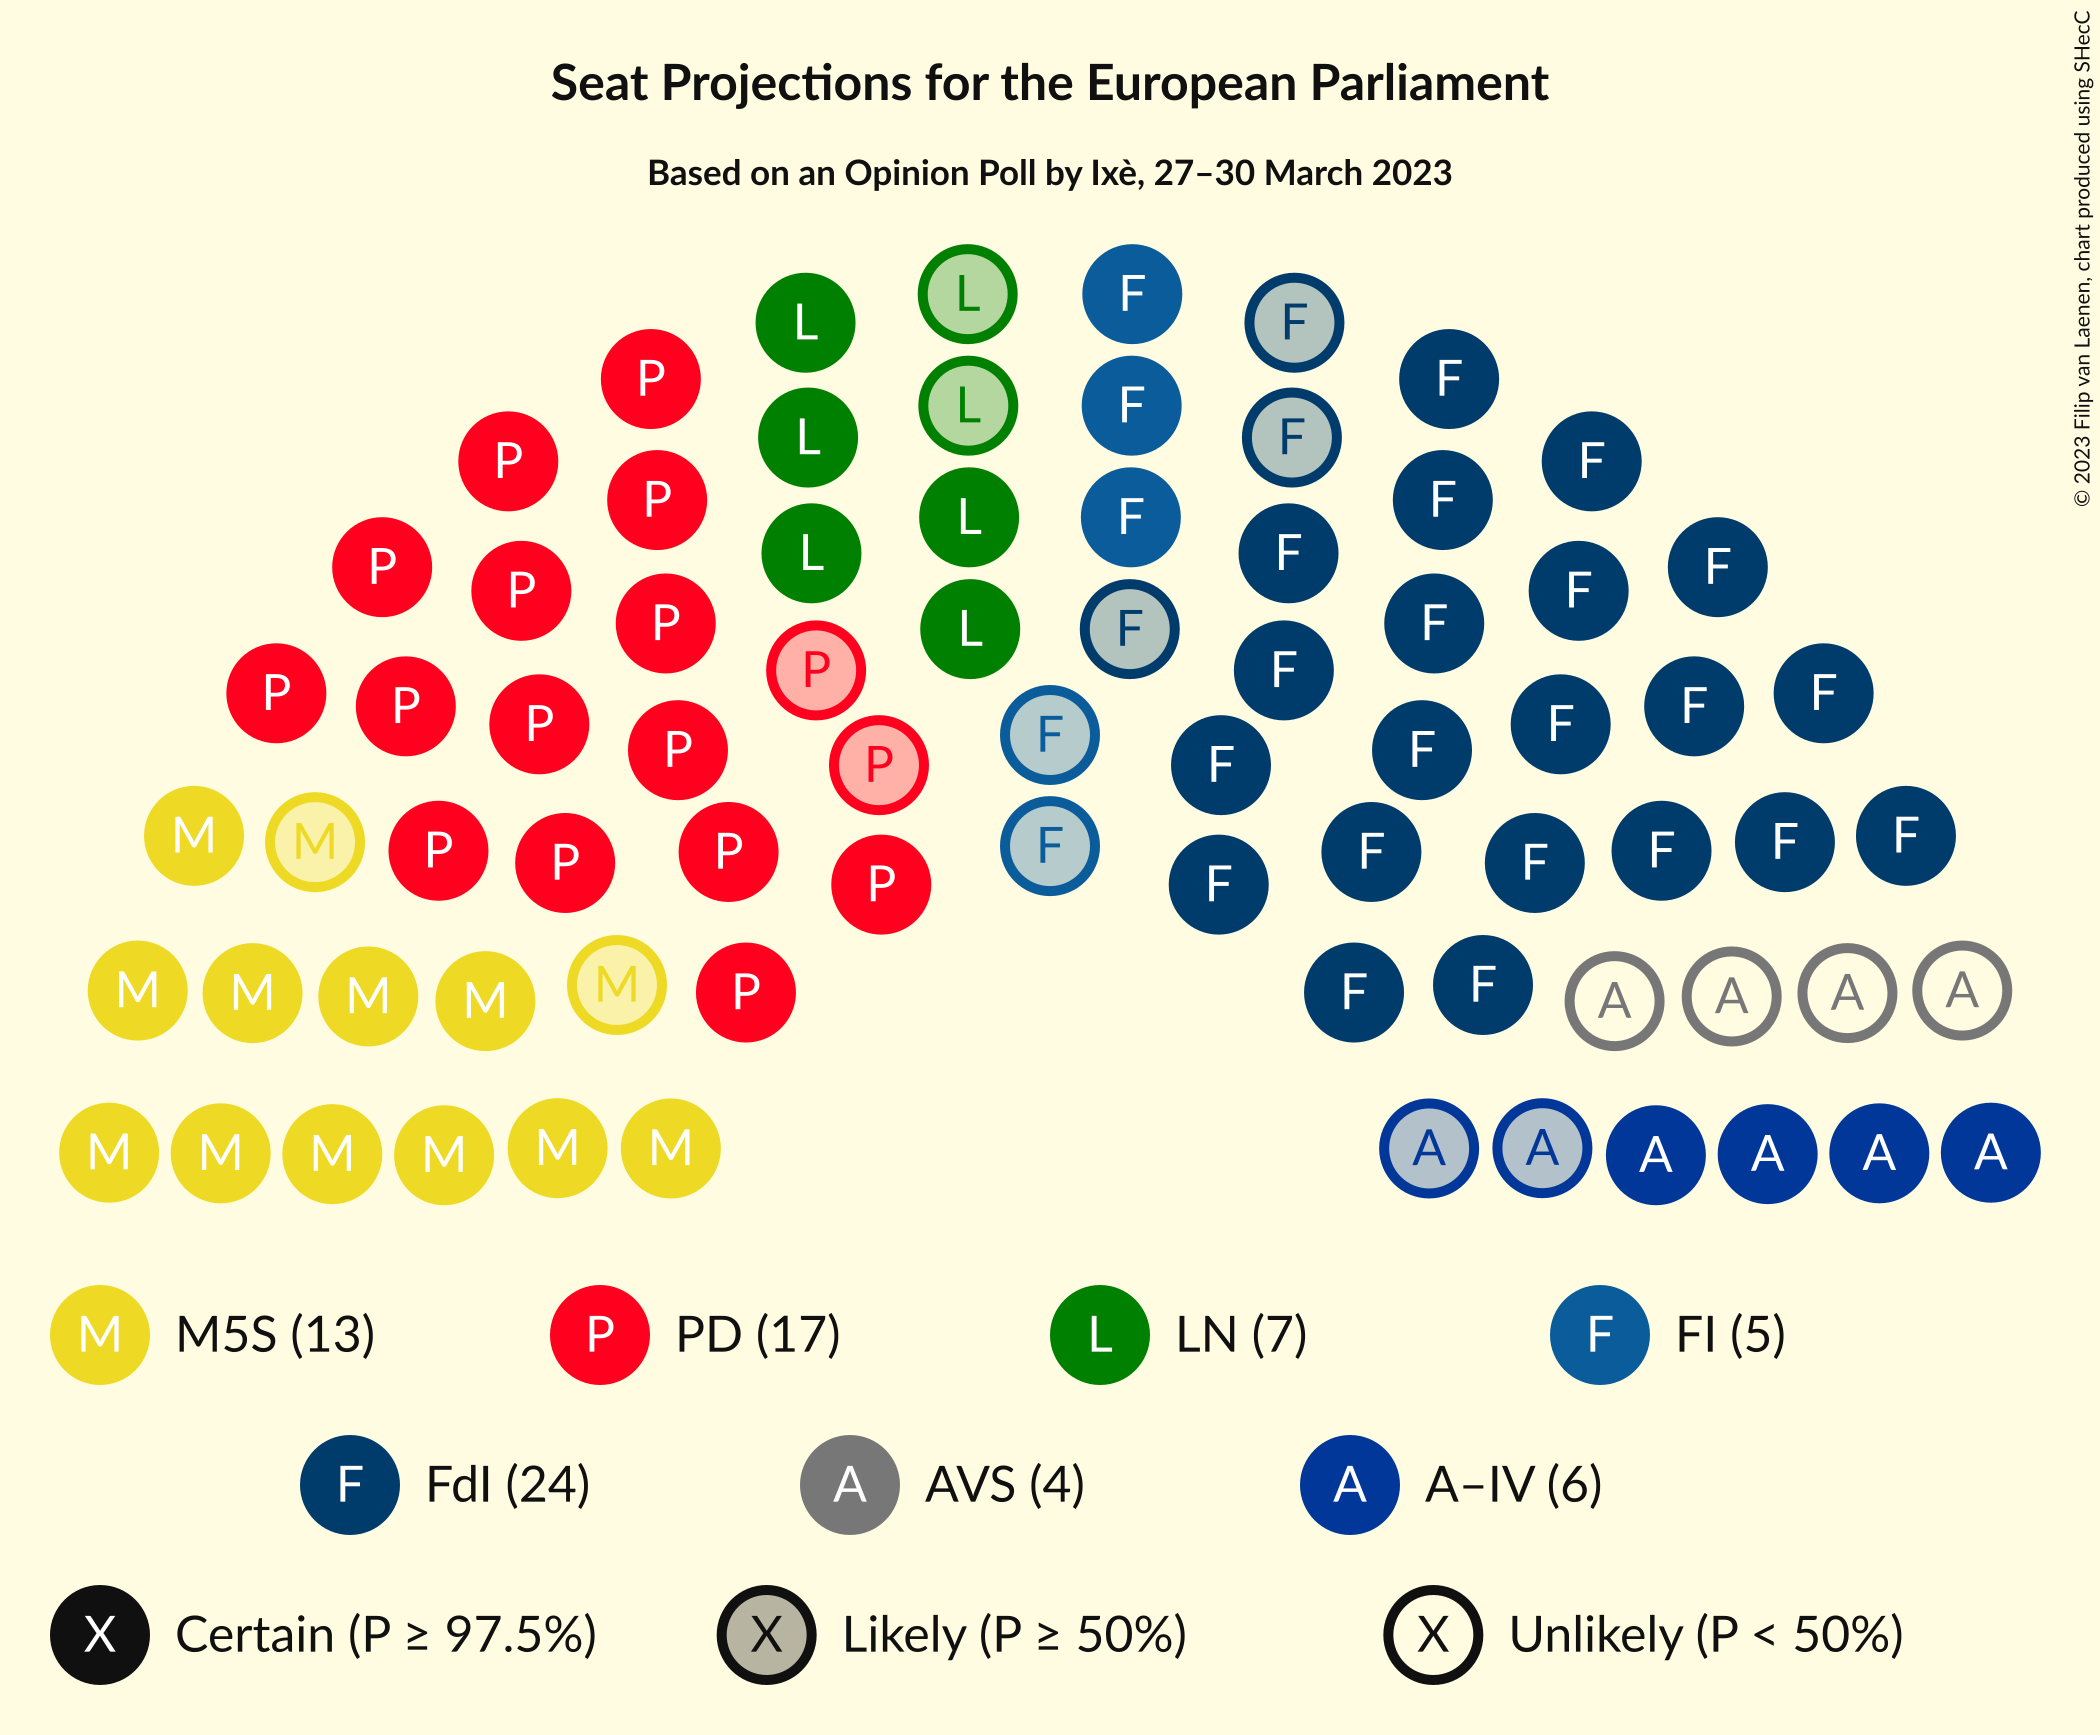 Seat Projections for the European Parliament
Based on an Opinion Poll by Ixè, 27–30 March 2023
© 2023 Filip van Laenen, chart produced using SHecC
L F
L F
P F
L F
L F
P F
P F
L F
L F
P F
P F
P F
L F
P F
L F
P F
P F
P F
P F
P F
P F
F
M F
M F
F
P F
P F
P F
P F
M P F F
M M M M A A A A
M M M M M M A A A A A A
M M5S (13) P PD (17) L LN (7) F FI (5)
F FdI (24) A AVS (4) A A–IV (6)
X Certain (P ≥ 97.5%) X Likely (P ≥ 50%) X Unlikely (P < 50%)